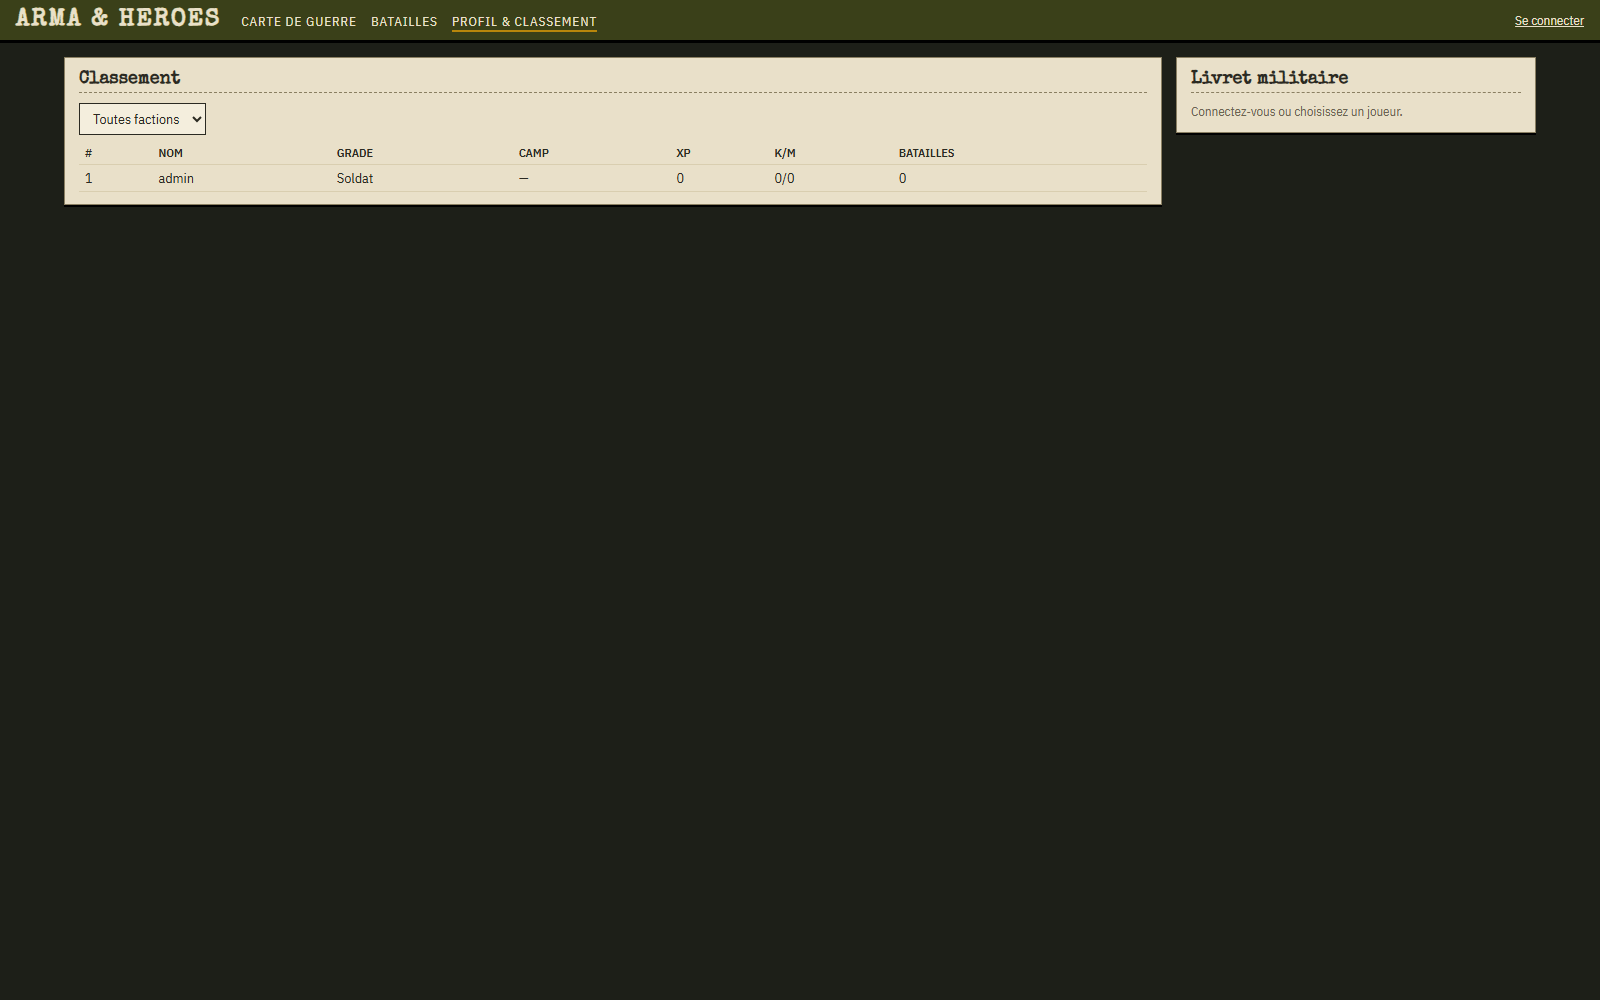 ARMA & HEROES CARTE DE GUERRE BATAILLES PROFIL & CLASSEMENT Se connecter
Classement
Toutes factions
# NOM GRADE CAMP XP K/M BATAILLES
1 admin Soldat — 0 0/0 0
Livret militaire
Connectez-vous ou choisissez un joueur.